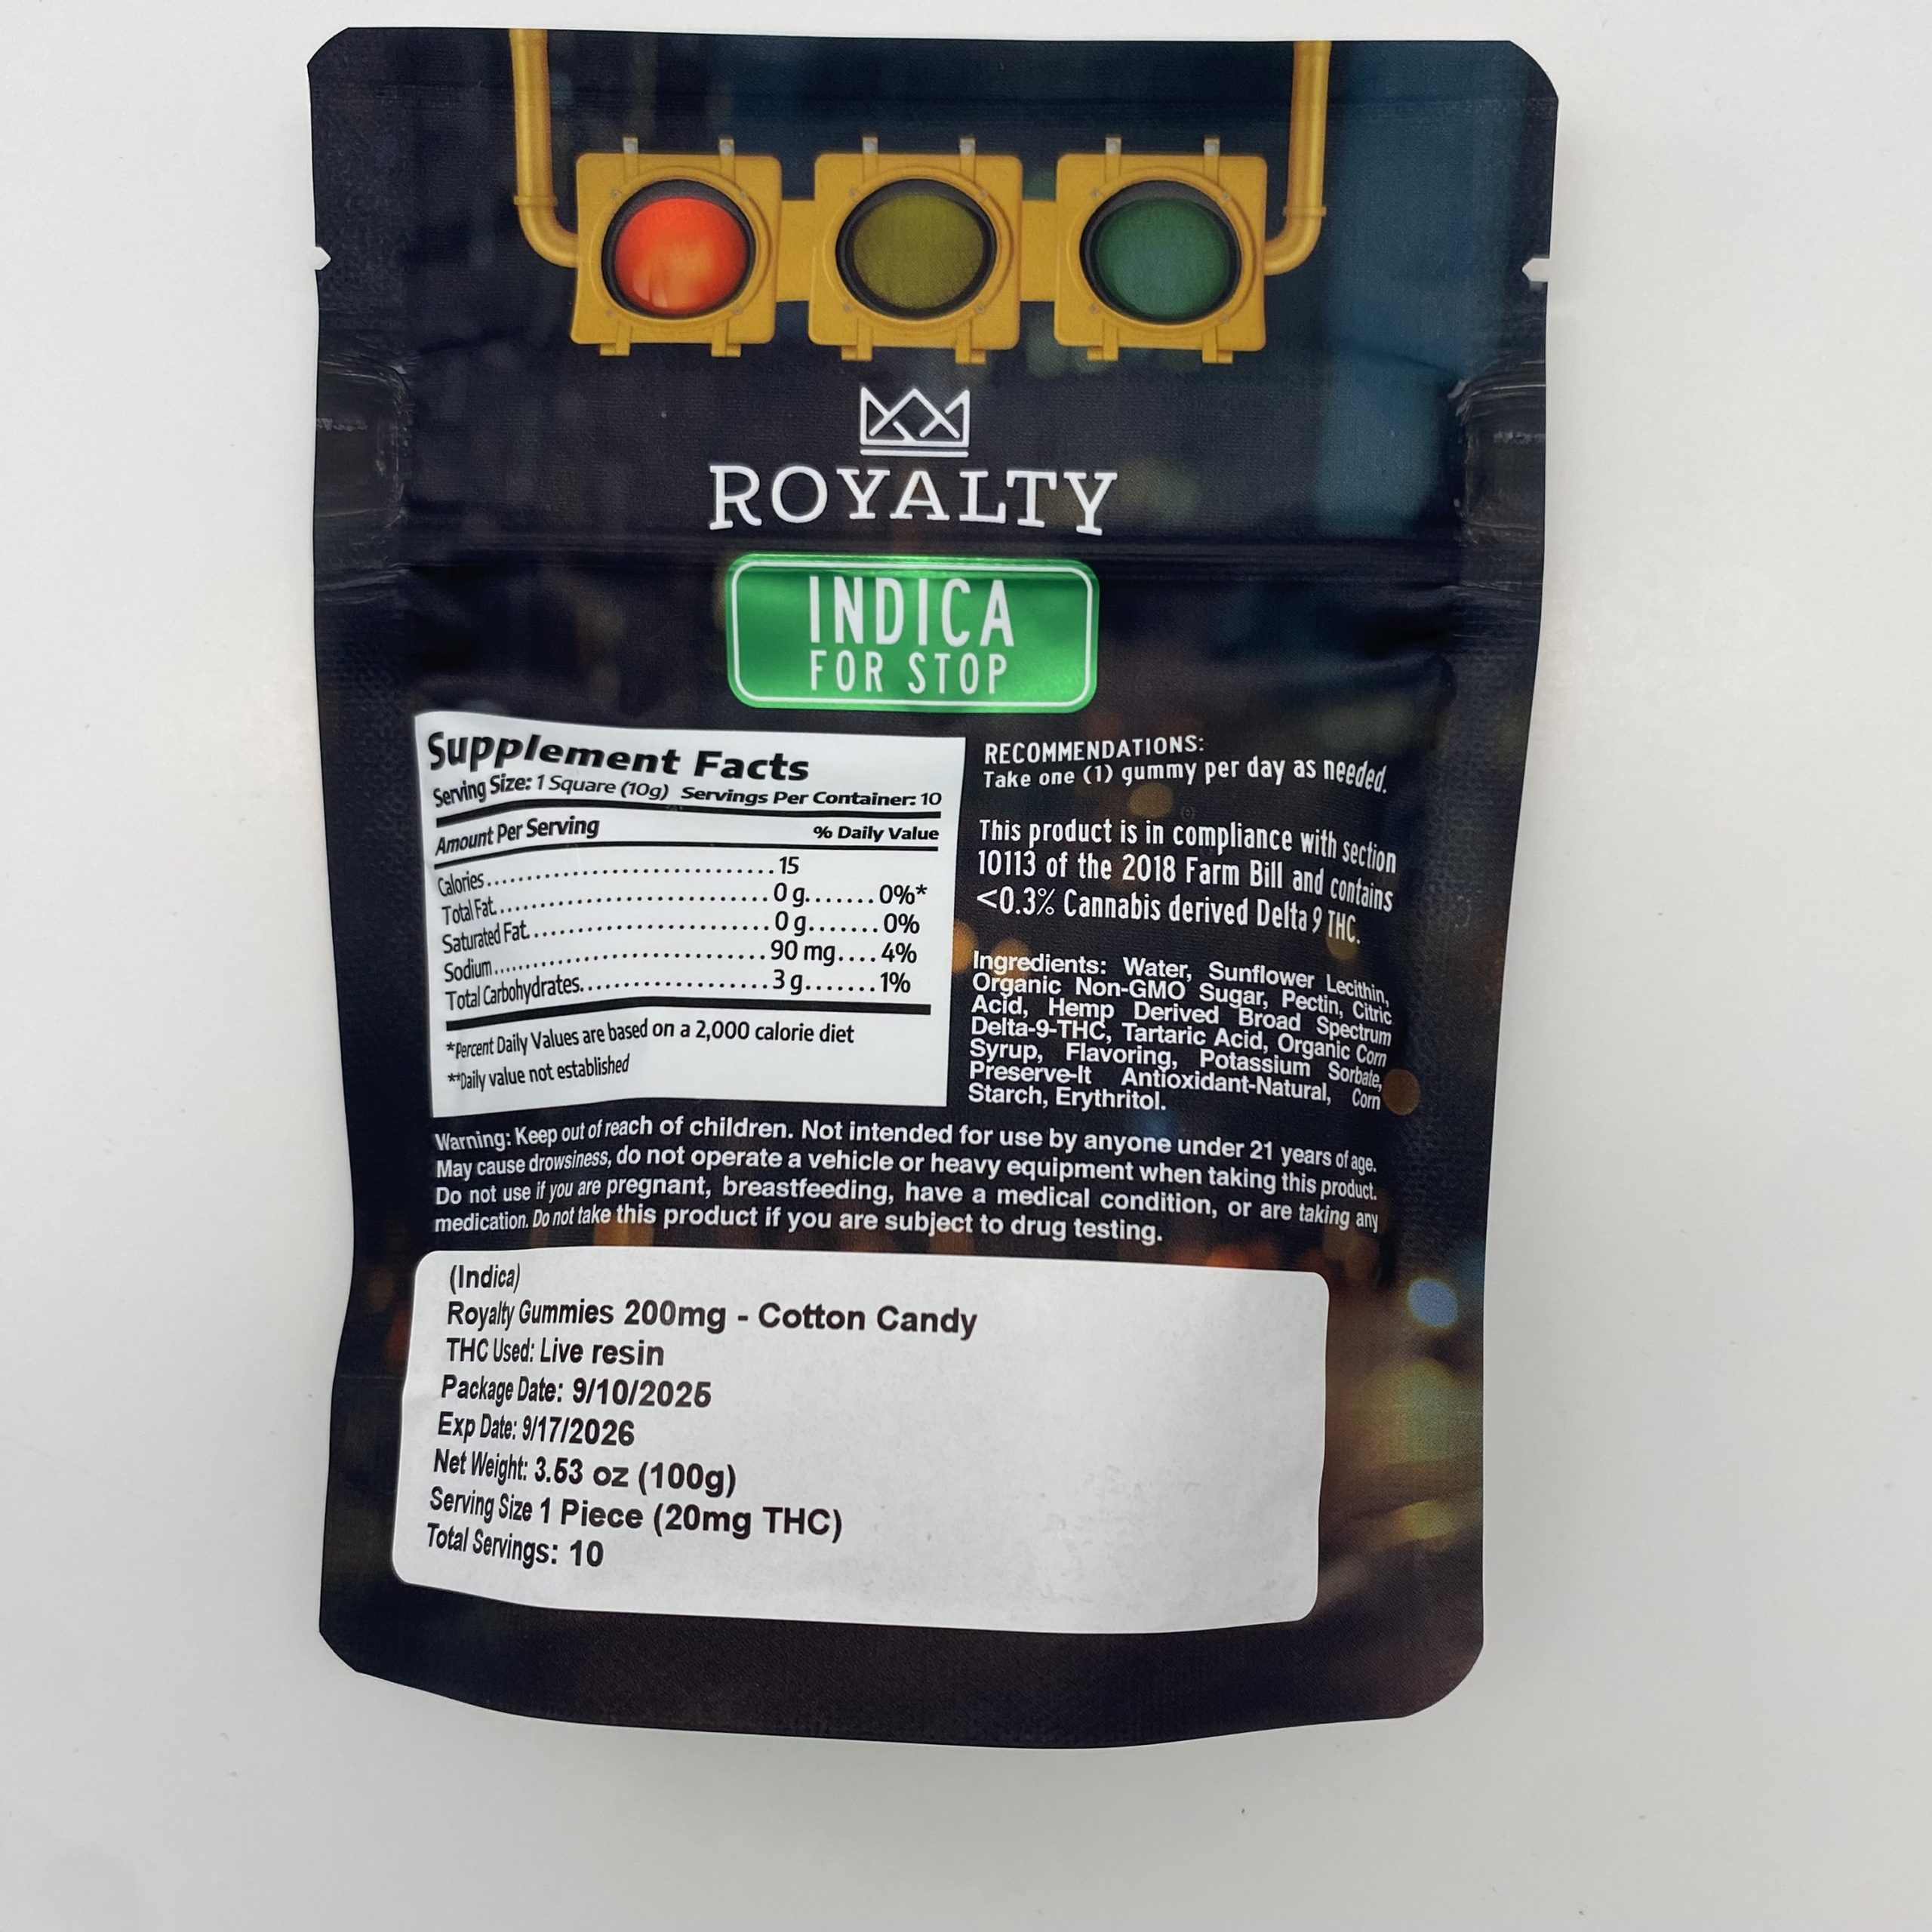 ROYALTY
INDICA
FOR STOP
Supplement Facts
Serving Size: 1 Square (10g) Servings Per Container: 10
Amount Per Serving % Daily Value
Calories..............................15
Total Fat............................0 g.......0%*
Saturated Fat.........................0 g.......0%
Sodium............................90 mg....4%
Total Carbohydrates...................3 g.......1%
*Percent Daily Values are based on a 2,000 calorie diet
**Daily value not established
RECOMMENDATIONS:
Take one (1) gummy per day as needed.
This product is in compliance with section
10113 of the 2018 Farm Bill and contains
<0.3% Cannabis derived Delta 9 THC.
Ingredients: Water, Sunflower Lecithin,
Organic Non-GMO Sugar, Pectin, Citric
Acid, Hemp Derived Broad Spectrum
Delta-9-THC, Tartaric Acid, Organic Corn
Syrup, Flavoring, Potassium Sorbate,
Preserve-It Antioxidant-Natural, Corn
Starch, Erythritol.
Warning: Keep out of reach of children. Not intended for use by anyone under 21 years of age.
May cause drowsiness, do not operate a vehicle or heavy equipment when taking this product.
Do not use if you are pregnant, breastfeeding, have a medical condition, or are taking any
medication. Do not take this product if you are subject to drug testing.
(Indica)
Royalty Gummies 200mg - Cotton Candy
THC Used: Live resin
Package Date: 9/10/2025
Exp Date: 9/17/2026
Net Weight: 3.53 oz (100g)
Serving Size 1 Piece (20mg THC)
Total Servings: 10